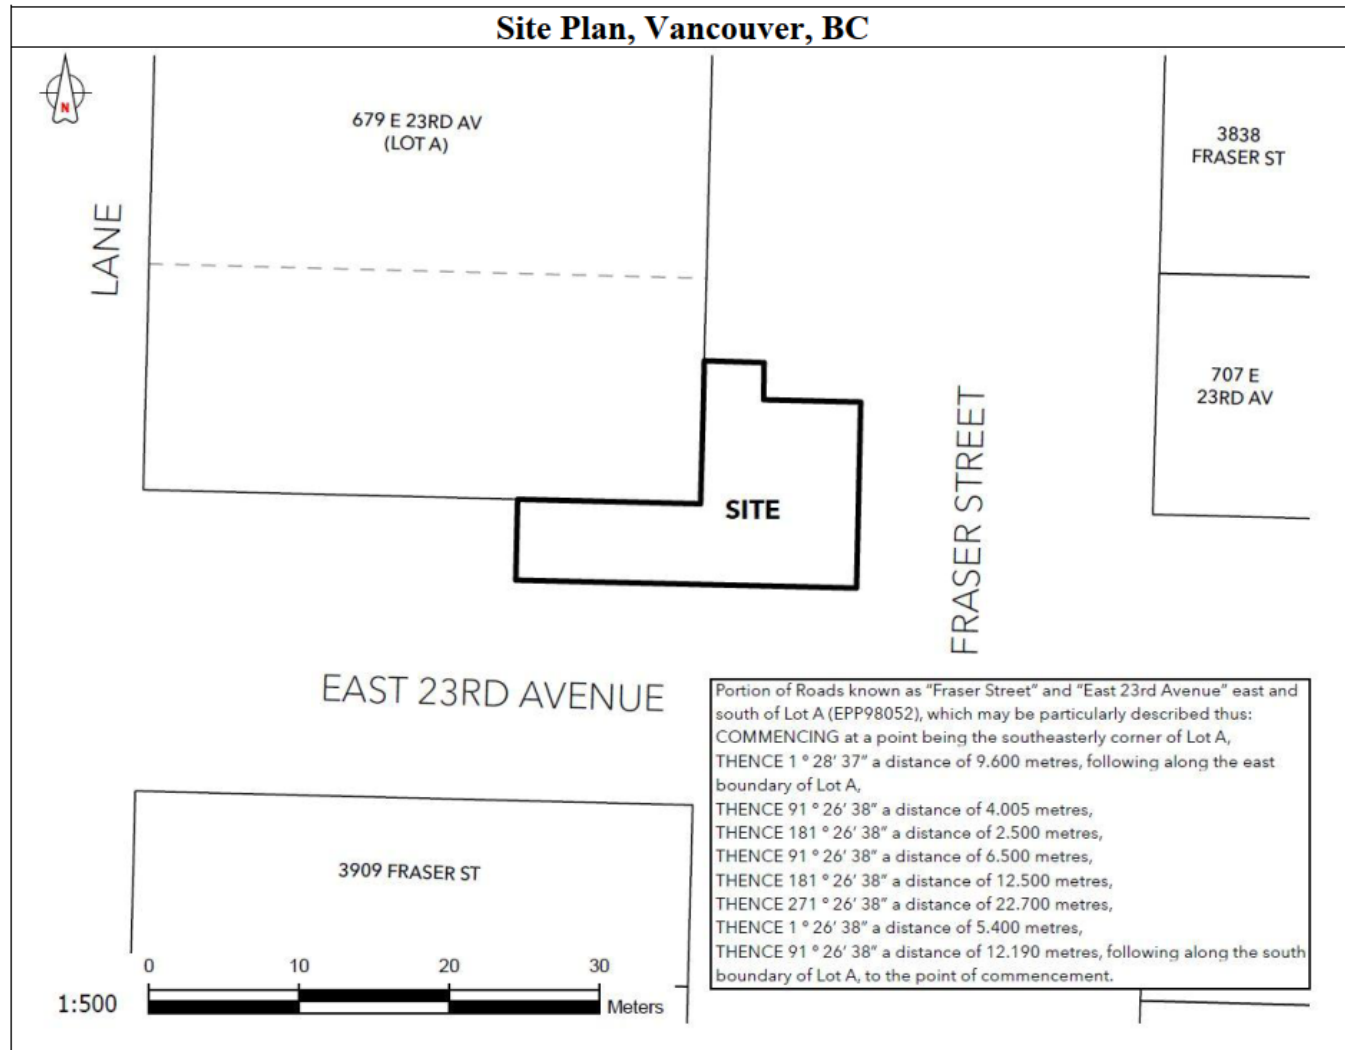 Site Plan, Vancouver, BC
N
679 E 23RD AV
(LOT A)
3838
FRASER ST
LANE
707 E
23RD AV
FRASER STREET
SITE
EAST 23RD AVENUE
Portion of Roads known as "Fraser Street" and "East 23rd Avenue" east and
south of Lot A (EPP98052), which may be particularly described thus:
COMMENCING at a point being the southeasterly corner of Lot A,
THENCE 1 ° 28' 37" a distance of 9.600 metres, following along the east
boundary of Lot A,
THENCE 91 ° 26' 38" a distance of 4.005 metres,
THENCE 181 ° 26' 38" a distance of 2.500 metres,
THENCE 91 ° 26' 38" a distance of 6.500 metres,
THENCE 181 ° 26' 38" a distance of 12.500 metres,
THENCE 271 ° 26' 38" a distance of 22.700 metres,
THENCE 1 ° 26' 38" a distance of 5.400 metres,
THENCE 91 ° 26' 38" a distance of 12.190 metres, following along the south
boundary of Lot A, to the point of commencement.
3909 FRASER ST
0 10 20 30
1:500
Meters